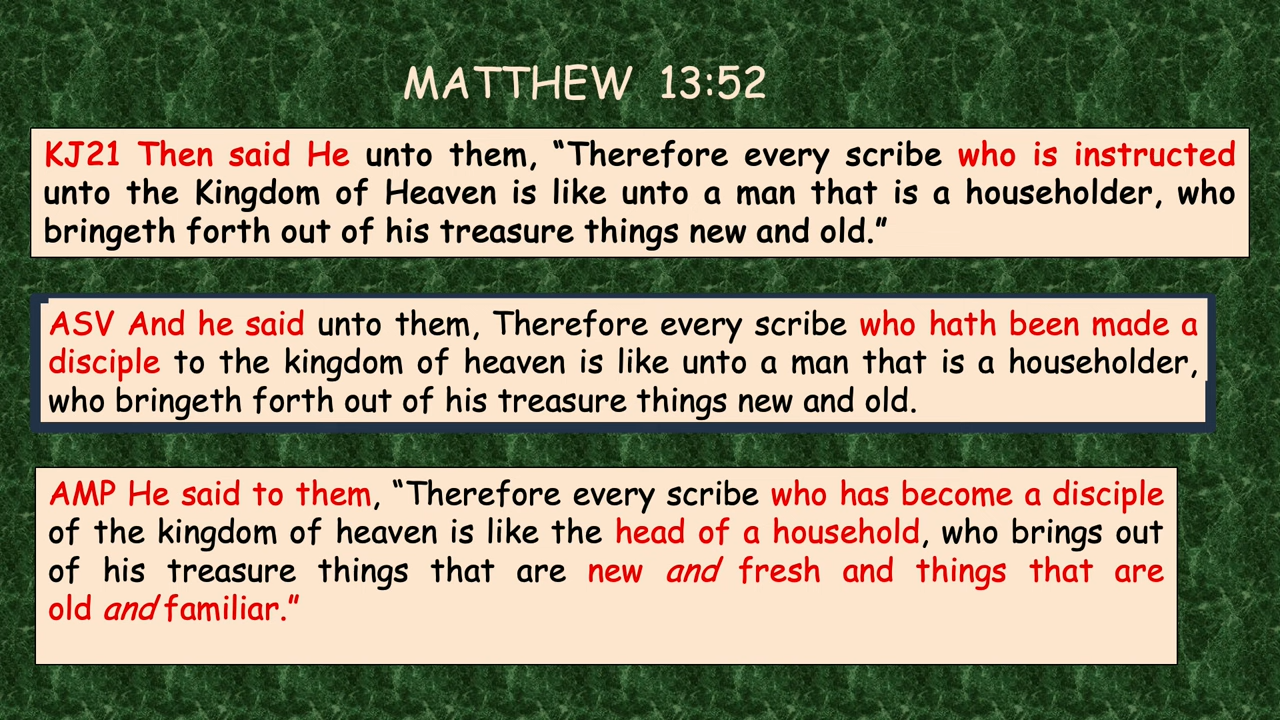 MATTHEW 13:52
KJ21 Then said He unto them, “Therefore every scribe who is instructed
unto the Kingdom of Heaven is like unto a man that is a householder, who
bringeth forth out of his treasure things new and old.”
ASV And he said unto them, Therefore every scribe who hath been made a
disciple to the kingdom of heaven is like unto a man that is a householder,
who bringeth forth out of his treasure things new and old.
AMP He said to them, “Therefore every scribe who has become a disciple
of the kingdom of heaven is like the head of a household, who brings out
of his treasure things that are new and fresh and things that are
old and familiar.”